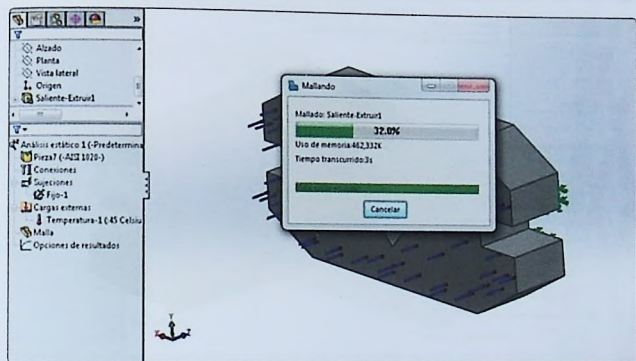 Alzado
Planta
Vista lateral
Origen
Saliente-Extruir1
Análisis estático 1 (-Predetermina
Pieza7 (-AISI 1020-)
Conexiones
Sujeciones
Fijo-1
Cargas externas
Temperatura-1 (:45 Celsiu
Malla
Opciones de resultados
Mallando
Mallado: Saliente-Extruir1
32.0%
Uso de memoria:462,332K
Tiempo transcurrido:3s
Cancelar
Y
X
Z